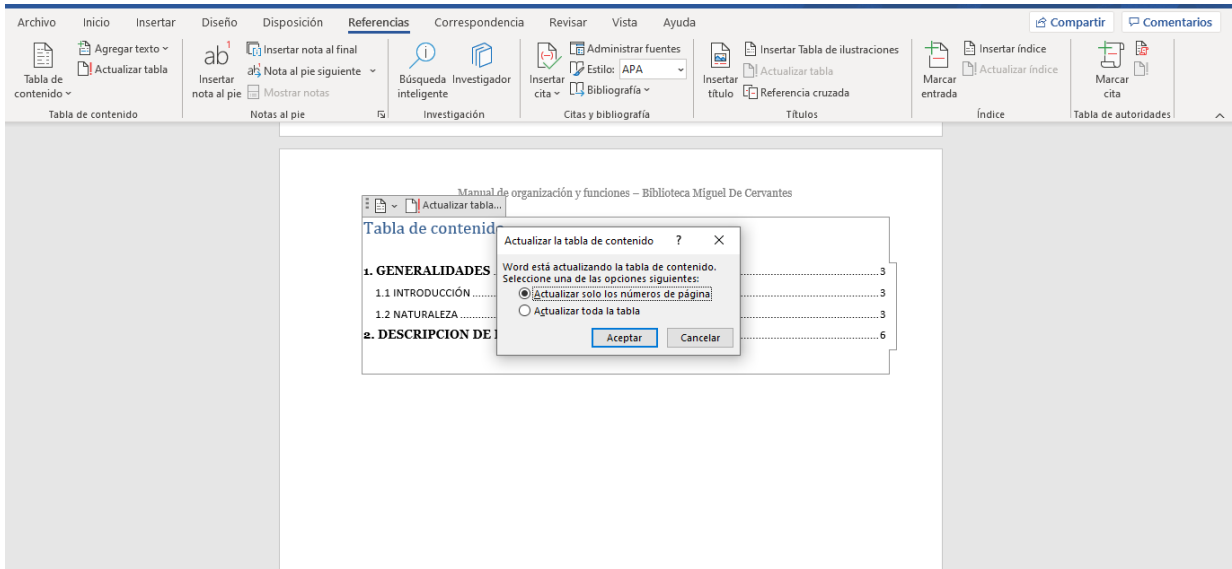 Archivo Inicio Insertar Diseño Disposición Referencias Correspondencia Revisar Vista Ayuda Compartir Comentarios
Tabla de contenido
Agregar texto
Actualizar tabla
Tabla de contenido
ab1
Insertar nota al pie
Insertar nota al final
Nota al pie siguiente
Mostrar notas
Notas al pie
Búsqueda inteligente
Investigador
Investigación
Insertar cita
Administrar fuentes
Estilo: APA
Bibliografía
Citas y bibliografía
Insertar título
Insertar Tabla de ilustraciones
Actualizar tabla
Referencia cruzada
Títulos
Marcar entrada
Insertar índice
Actualizar índice
Índice
Marcar cita
Tabla de autoridades
Manual de organización y funciones – Biblioteca Miguel De Cervantes
Actualizar tabla...
Tabla de contenido
1. GENERALIDADES 3
1.1 INTRODUCCIÓN 3
1.2 NATURALEZA 3
2. DESCRIPCION DE 6
Actualizar la tabla de contenido ? ×
Word está actualizando la tabla de contenido.
Seleccione una de las opciones siguientes:
Actualizar solo los números de página
Actualizar toda la tabla
Aceptar Cancelar